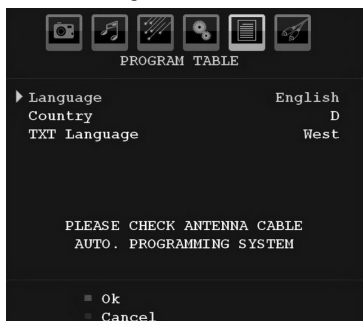 PROGRAM TABLE
Language English
Country D
TXT Language West
PLEASE CHECK ANTENNA CABLE
AUTO. PROGRAMMING SYSTEM
Ok
Cancel